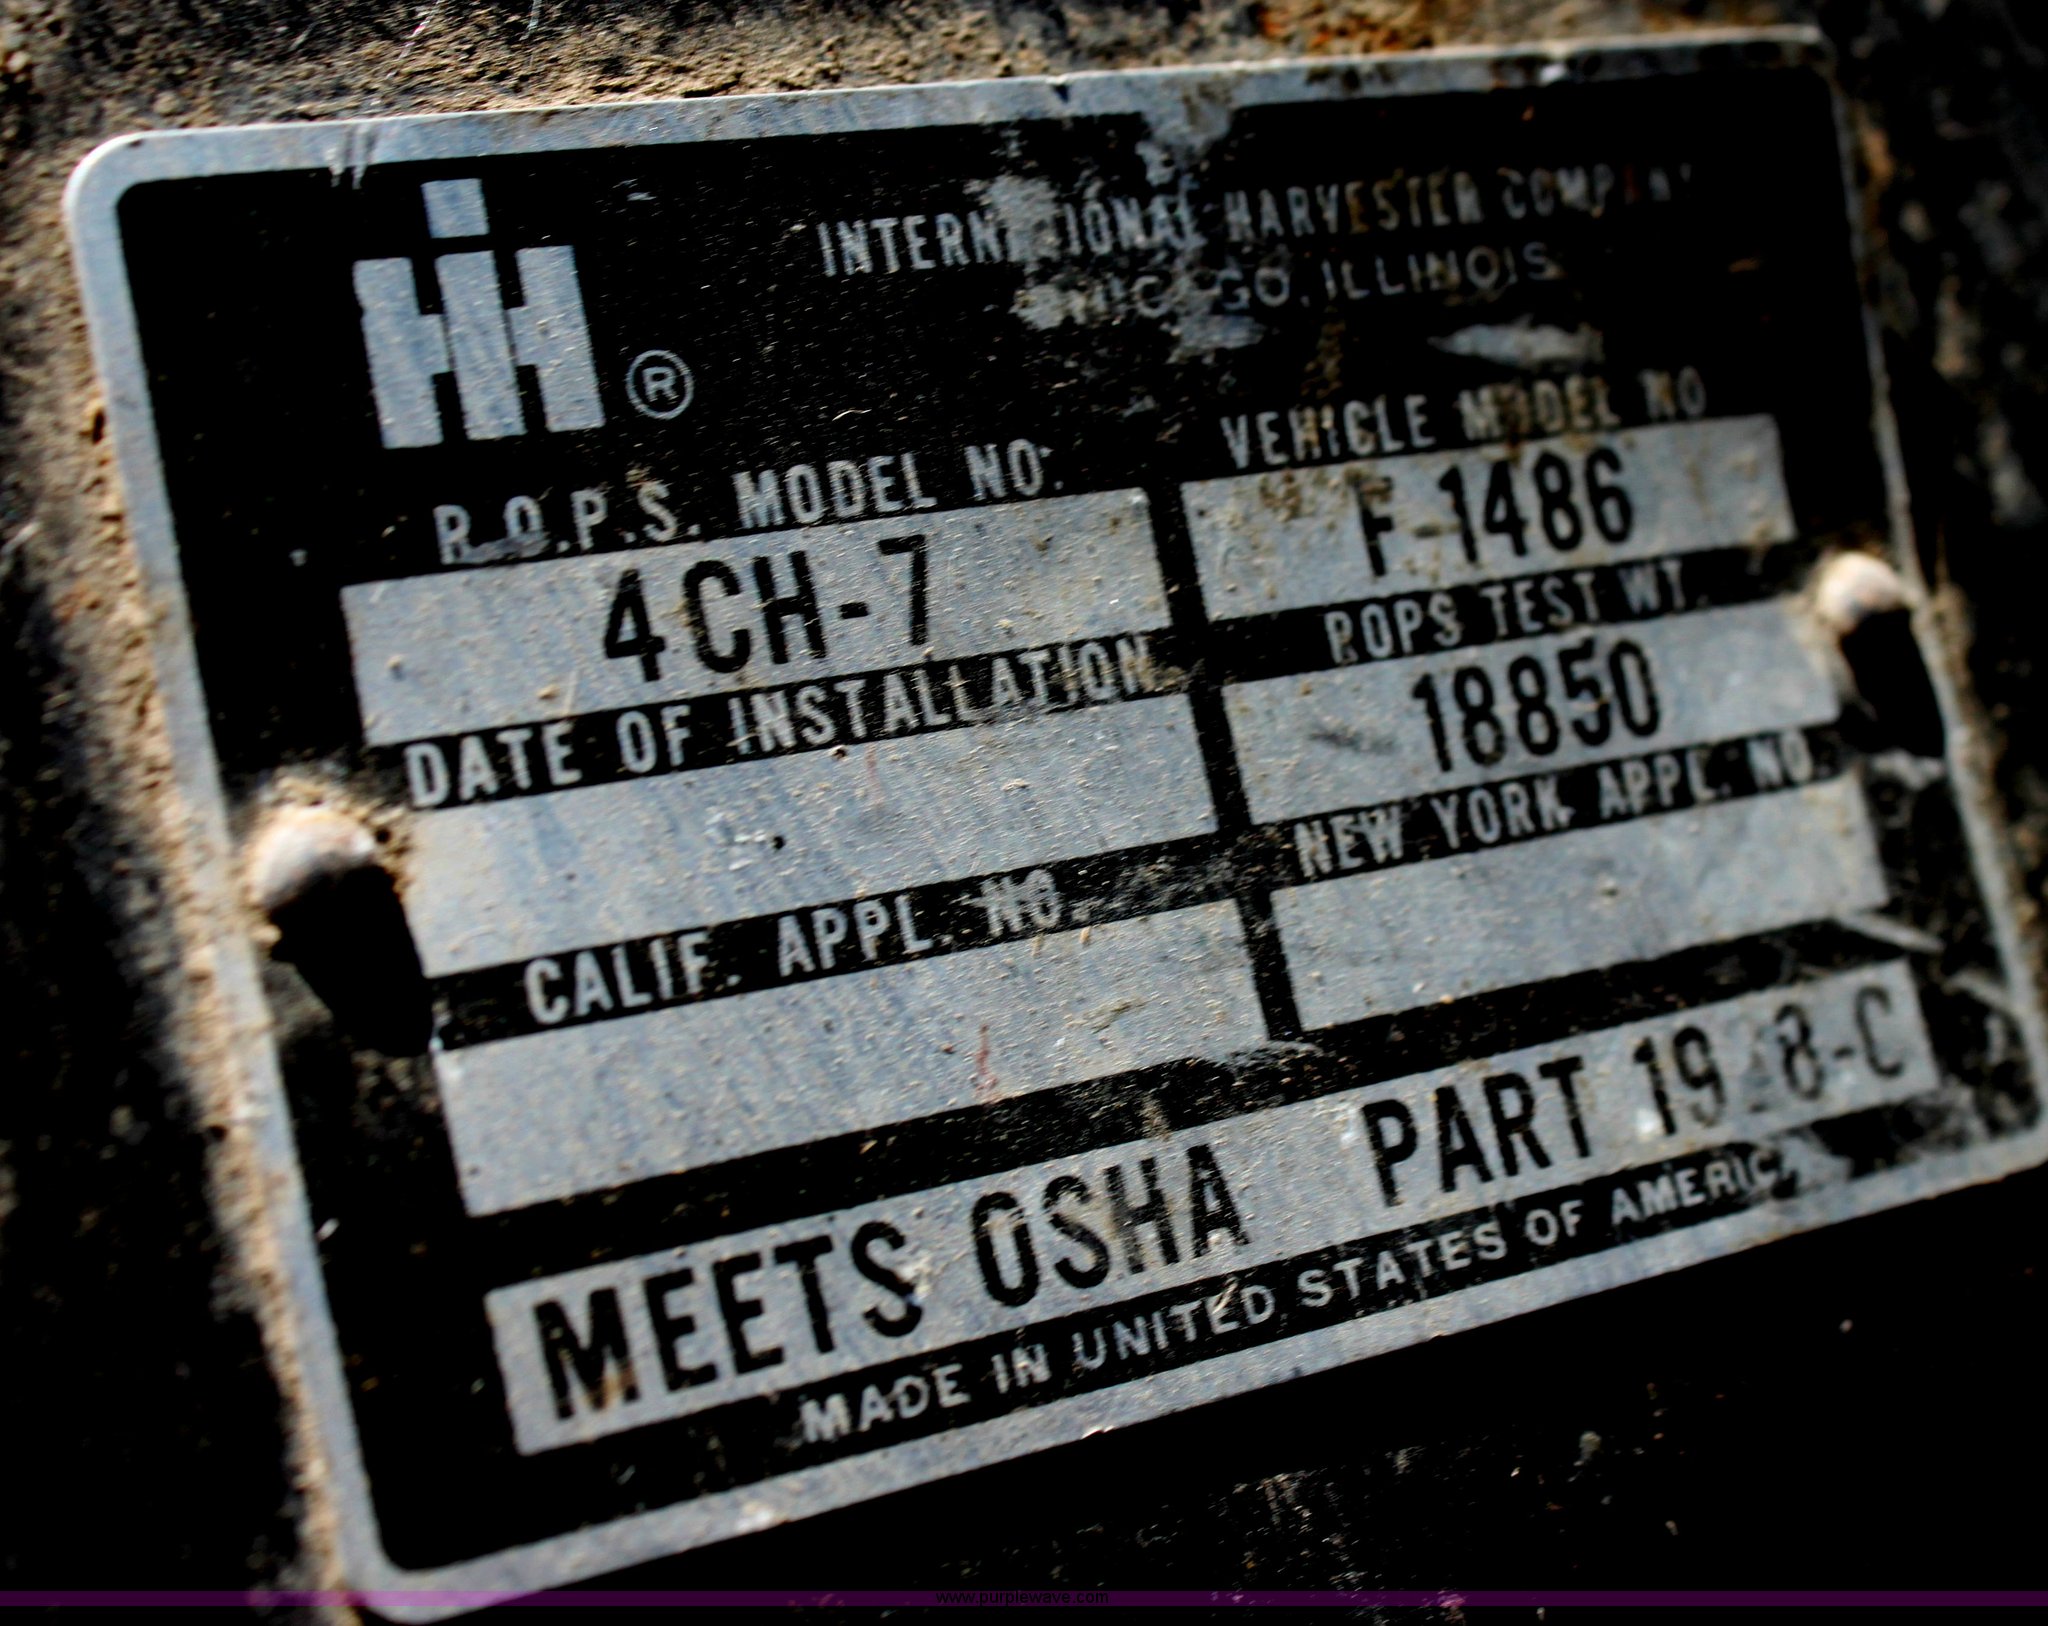 IH ®
INTERNATIONAL HARVESTER COMPANY
CHICAGO, ILLINOIS
R.O.P.S. MODEL NO.
VEHICLE MODEL NO
4CH-7
F-1486
DATE OF INSTALLATION
ROPS TEST WT.
18850
CALIF. APPL. NO.
NEW YORK APPL. NO.
MEETS OSHA PART
MADE IN UNITED STATES OF AMERICA
www.purplewave.com